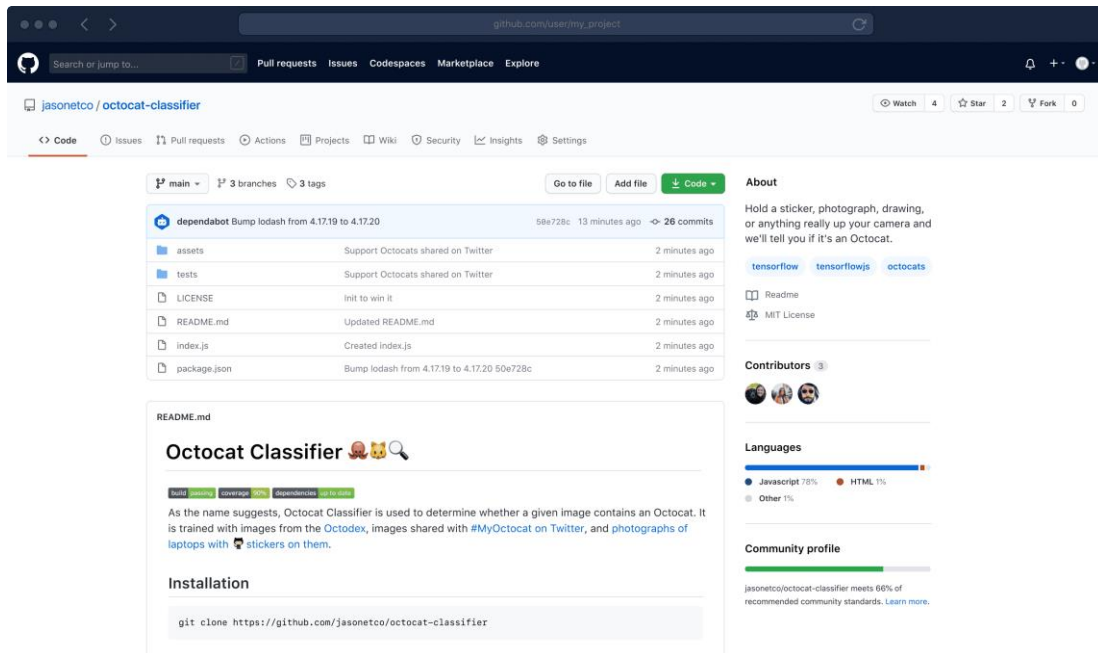 github.com/user/my_project
Search or jump to... /
Pull requests Issues Codespaces Marketplace Explore
jasonetco / octocat-classifier
Watch 4 Star 2 Fork 0
<> Code Issues Pull requests Actions Projects Wiki Security Insights Settings
main 3 branches 3 tags Go to file Add file Code
dependabot Bump lodash from 4.17.19 to 4.17.20 50e728c 13 minutes ago 26 commits
assets Support Octocats shared on Twitter 2 minutes ago
tests Support Octocats shared on Twitter 2 minutes ago
LICENSE Init to win it 2 minutes ago
README.md Updated README.md 2 minutes ago
index.js Created index.js 2 minutes ago
package.json Bump lodash from 4.17.19 to 4.17.20 50e728c 2 minutes ago
README.md
Octocat Classifier
build passing coverage 90% dependencies up to date
As the name suggests, Octocat Classifier is used to determine whether a given image contains an Octocat. It
is trained with images from the Octodex, images shared with #MyOctocat on Twitter, and photographs of
laptops with stickers on them.
Installation
git clone https://github.com/jasonetco/octocat-classifier
About
Hold a sticker, photograph, drawing,
or anything really up your camera and
we'll tell you if it's an Octocat.
tensorflow tensorflowjs octocats
Readme
MIT License
Contributors 3
Languages
Javascript 78% HTML 1%
Other 1%
Community profile
jasonetco/octocat-classifier meets 66% of
recommended community standards. Learn more.